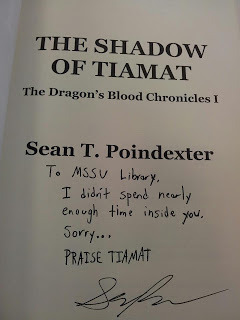 THE SHADOW
OF TIAMAT
The Dragon's Blood Chronicles I
Sean T. Poindexter
To MSSU Library,
I didn't spend nearly
enough time inside you.
Sorry...
PRAISE TIAMAT